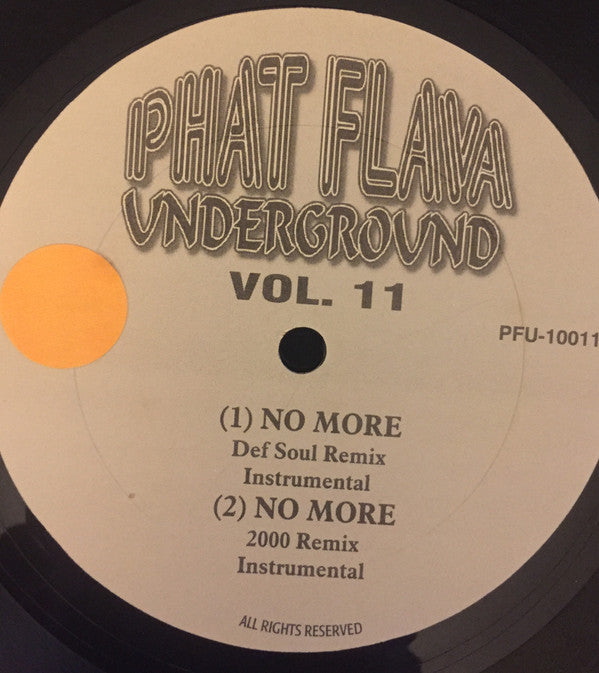 PHAT FLAVA
UNDERGROUND
VOL. 11
PFU-10011
(1) NO MORE
Def Soul Remix
Instrumental
(2) NO MORE
2000 Remix
Instrumental
ALL RIGHTS RESERVED